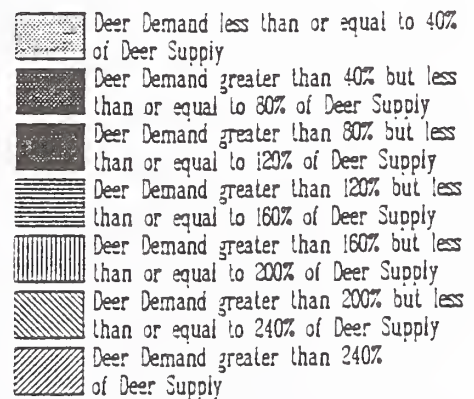 Deer Demand less than or equal to 40%
of Deer Supply
Deer Demand greater than 40% but less
than or equal to 80% of Deer Supply
Deer Demand greater than 80% but less
than or equal to 120% of Deer Supply
Deer Demand greater than 120% but less
than or equal to 160% of Deer Supply
Deer Demand greater than 160% but less
than or equal to 200% of Deer Supply
Deer Demand greater than 200% but less
than or equal to 240% of Deer Supply
Deer Demand greater than 240%
of Deer Supply